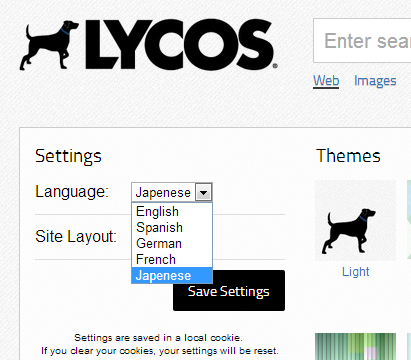 LYCOS
Enter sear
Web Images
Settings
Language: Japenese
English
Spanish
German
French
Japenese
Site Layout:
Save Settings
Settings are saved in a local cookie.
If you clear your cookies, your settings will be reset.
Themes
Light